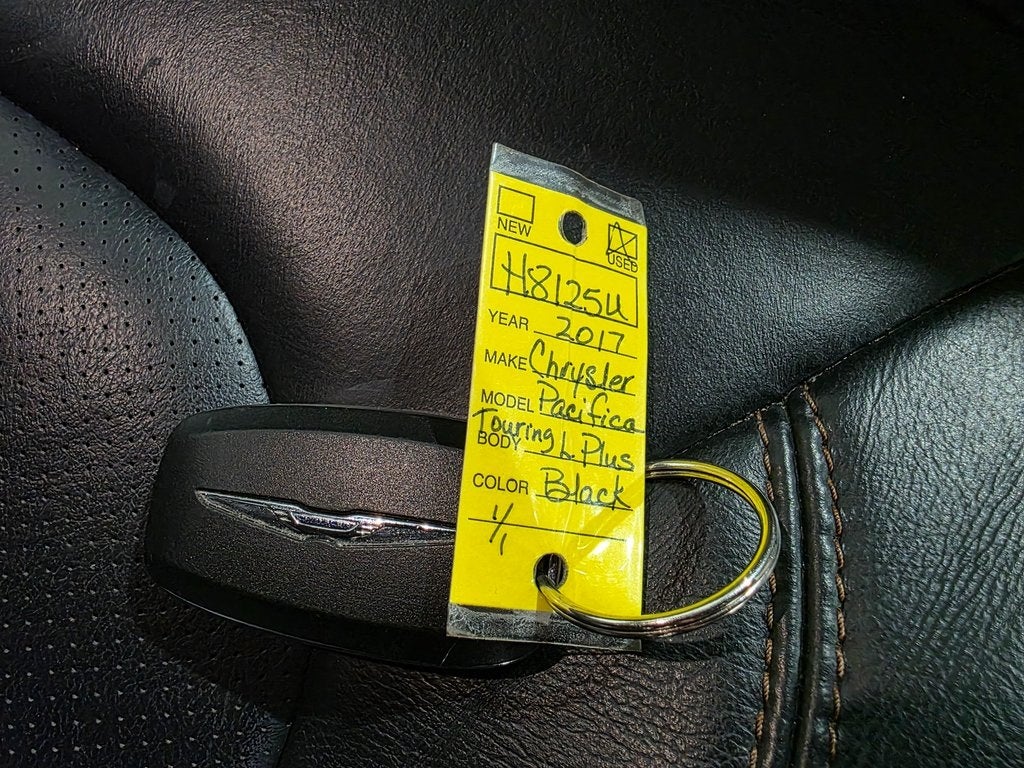 NEW
USED
H8125U
YEAR 2017
MAKE Chrysler
MODEL Pacifica
Touring L Plus
BODY
COLOR Black
1/1